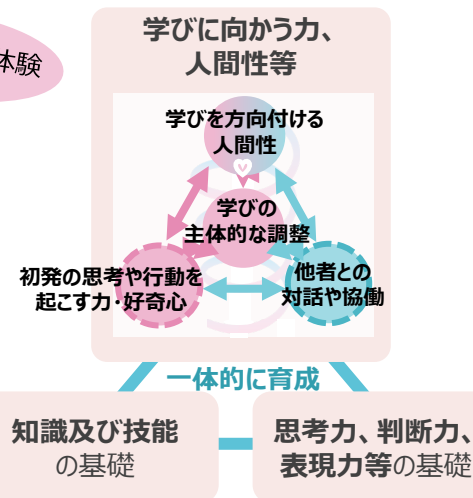 体験
学びに向かう力、
人間性等
学びを方向付ける
人間性
学びの
主体的な調整
初発の思考や行動を
起こす力・好奇心
他者との
対話や協働
一体的に育成
知識及び技能
の基礎
思考力、判断力、
表現力等の基礎